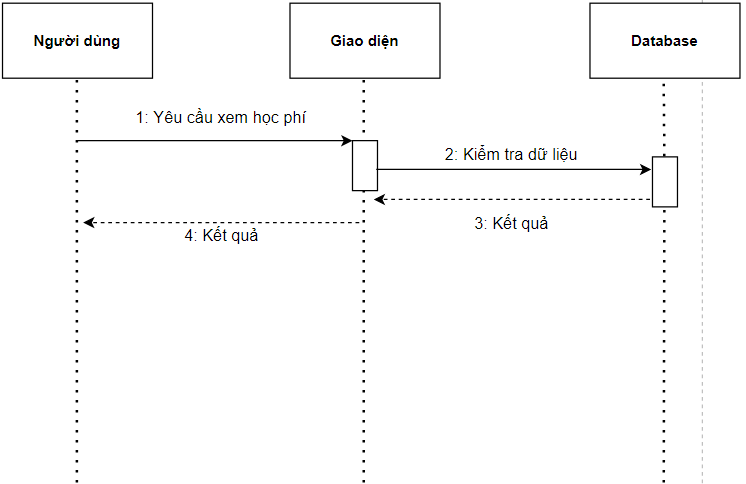 Người dùng
Giao diện
Database
1: Yêu cầu xem học phí
2: Kiểm tra dữ liệu
3: Kết quả
4: Kết quả